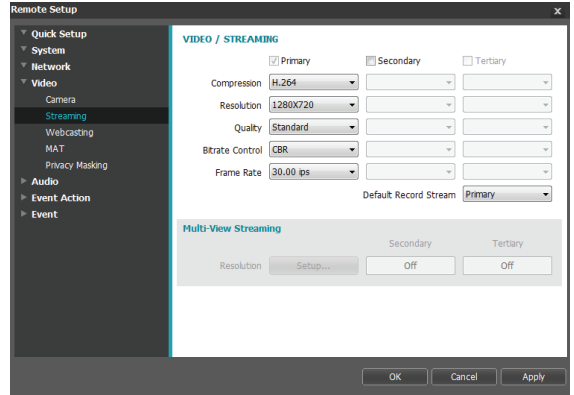 Remote Setup x
Quick Setup
System
Network
Video
Camera
Streaming
Webcasting
MAT
Privacy Masking
Audio
Event Action
Event
VIDEO / STREAMING
Primary Secondary Tertiary
Compression H.264
Resolution 1280X720
Quality Standard
Bitrate Control CBR
Frame Rate 30.00 ips
Default Record Stream Primary
Multi-View Streaming
Secondary Tertiary
Resolution Setup... Off Off
OK Cancel Apply